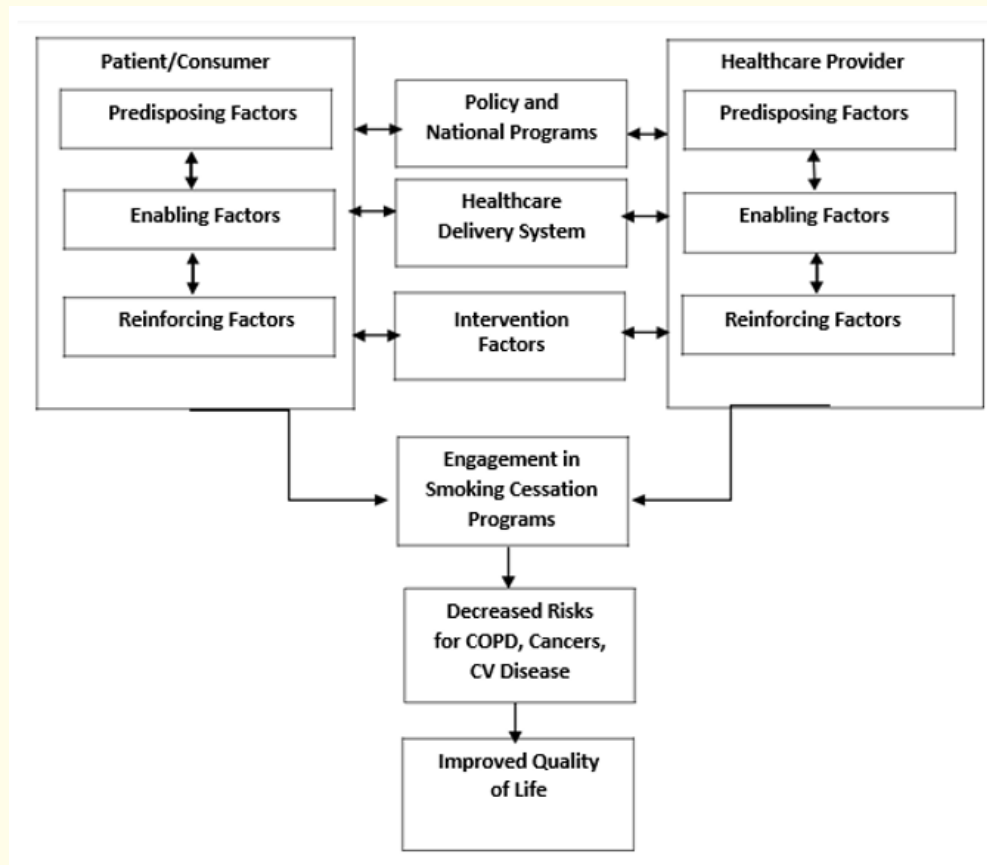 Patient/Consumer
Predisposing Factors
Enabling Factors
Reinforcing Factors
Policy and
National Programs
Healthcare
Delivery System
Intervention
Factors
Healthcare Provider
Predisposing Factors
Enabling Factors
Reinforcing Factors
Engagement in
Smoking Cessation
Programs
Decreased Risks
for COPD, Cancers,
CV Disease
Improved Quality
of Life